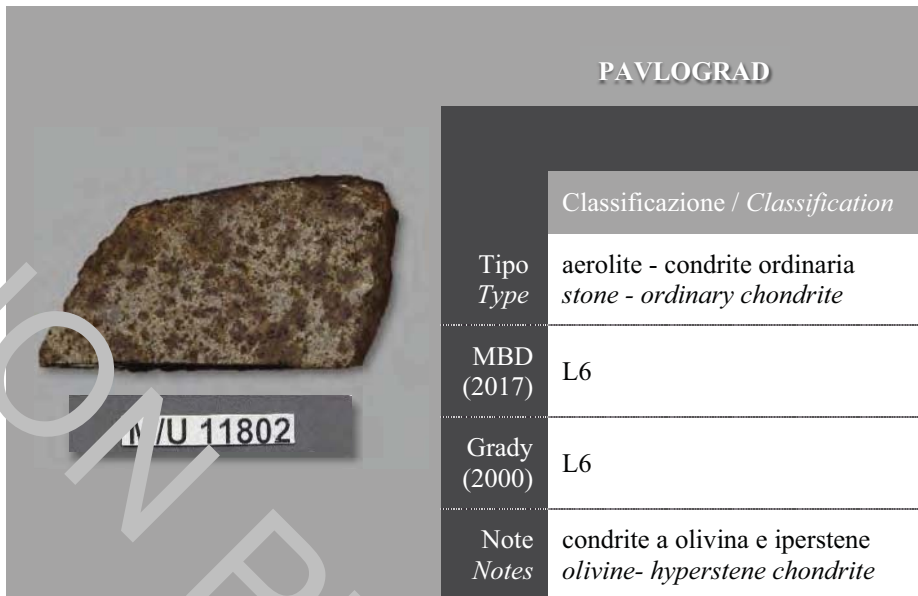 PAVLOGRAD
Classificazione / Classification
Tipo
Type
aerolite - condrite ordinaria
stone - ordinary chondrite
MBD
(2017)
L6
Grady
(2000)
L6
Note
Notes
condrite a olivina e iperstene
olivine- hyperstene chondrite
M/U 11802
ION P